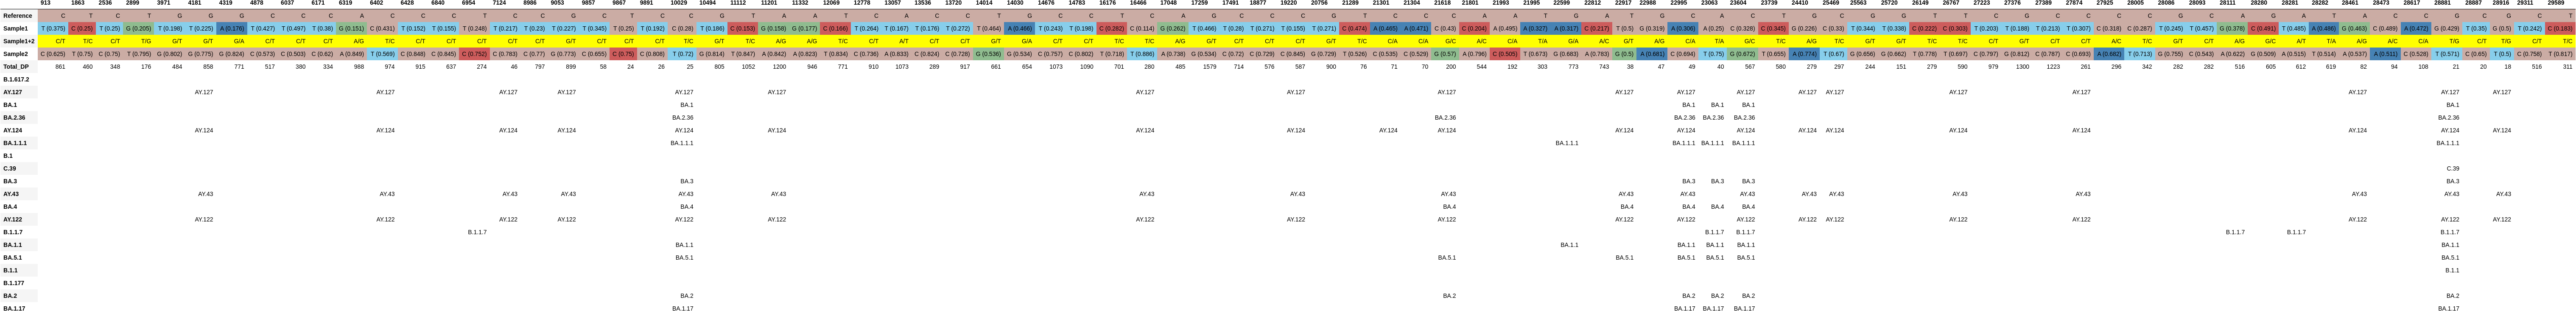 913 1863 2536 2899 3971 4181 4319 4878 6037 6171 6319 6402 6428 6840 6954 7124 8986 9053 9857 9867 9891 10029 10494 11112 11201 11332 12069 12778 13057 13536 13720 14014 14030 14676 14783 16176 16466 17048 17259 17491 18877 19220 20756 21289 21301 21304 21618 21801 21993 21995 22599 22812 22917 22988 22995 23063 23604 23739 24410 25469 25563 26149 26767 27223 27376 27389 27874 27925 28005 28086 28093 28111 28280 28281 28282 28461 28473 28617 28881 28887 28916 29311 29589
Reference C T C T G G G C C C A C C C T C C G C T C C G T A A T C A C C T G C C T C A G C C C G T C C C A A T G A T G C A C T G C G T T C C C T C C G C A G A T A C C G C G C T
Sample1 T (0.375) C (0.25) T (0.25) G (0.205) T (0.198) T (0.225) A (0.176) T (0.427) T (0.497) T (0.38) G (0.151) C (0.431) T (0.152) T (0.155) T (0.248) T (0.217) T (0.23) T (0.227) T (0.345) T (0.25) T (0.192) C (0.28) T (0.186) C (0.153) G (0.158) G (0.177) C (0.166) T (0.264) T (0.167) T (0.176) T (0.272) T (0.464) A (0.466) T (0.243) T (0.198) C (0.282) C (0.114) G (0.262) T (0.466) T (0.28) T (0.271) T (0.155) T (0.271) C (0.474) A (0.465) A (0.471) C (0.43) C (0.204) A (0.495) A (0.327) A (0.317) C (0.217) T (0.5) G (0.319) A (0.306) A (0.25) C (0.328) C (0.345) G (0.226) C (0.33) T (0.344) T (0.338) C (0.222) C (0.303) T (0.203) T (0.188) T (0.213) T (0.307) C (0.318) C (0.287) T (0.245) T (0.457) G (0.378) C (0.491) T (0.485) A (0.486) G (0.463) C (0.489) A (0.472) G (0.429) T (0.35) G (0.5) T (0.242) C (0.183)
Sample1+2 C/T T/C C/T T/G G/T G/T G/A C/T C/T C/T A/G T/C C/T C/T C/T C/T C/T G/T C/T C/T C/T T/C G/T T/C A/G A/G T/C C/T A/T C/T C/T G/T G/A C/T C/T T/C T/C A/G G/T C/T C/T C/T G/T T/C C/A C/A G/C A/C C/A T/A G/A A/C G/T A/G C/A T/A G/C T/C A/G T/C G/T G/T T/C T/C C/T C/T C/T C/T A/C T/C G/T C/T A/G G/C A/T T/A A/G A/C C/A T/G C/T T/G C/T T/C
Sample2 C (0.625) T (0.75) C (0.75) T (0.795) G (0.802) G (0.775) G (0.824) C (0.573) C (0.503) C (0.62) A (0.849) T (0.569) C (0.848) C (0.845) C (0.752) C (0.783) C (0.77) G (0.773) C (0.655) C (0.75) C (0.808) T (0.72) G (0.814) T (0.847) A (0.842) A (0.823) T (0.834) C (0.736) A (0.833) C (0.824) C (0.728) G (0.536) G (0.534) C (0.757) C (0.802) T (0.718) T (0.886) A (0.738) G (0.534) C (0.72) C (0.729) C (0.845) G (0.729) T (0.526) C (0.535) C (0.529) G (0.57) A (0.796) C (0.505) T (0.673) G (0.683) A (0.783) G (0.5) A (0.681) C (0.694) T (0.75) G (0.672) T (0.655) A (0.774) T (0.67) G (0.656) G (0.662) T (0.778) T (0.697) C (0.797) C (0.812) C (0.787) C (0.693) A (0.682) T (0.713) G (0.755) C (0.543) A (0.622) G (0.509) A (0.515) T (0.514) A (0.537) A (0.511) C (0.528) T (0.571) C (0.65) T (0.5) C (0.758) T (0.817)
Total_DP 861 460 348 176 484 858 771 517 380 334 988 974 915 637 274 46 797 899 58 24 26 25 805 1052 1200 946 771 910 1073 289 917 661 654 1073 1090 701 280 485 1579 714 576 587 900 76 71 70 200 544 192 303 773 743 38 47 49 40 567 580 279 297 244 151 279 590 979 1300 1223 261 296 342 282 282 516 605 612 619 82 94 108 21 20 18 516 311
B.1.617.2
AY.127 AY.127 AY.127 AY.127 AY.127 AY.127 AY.127 AY.127 AY.127 AY.127 AY.127 AY.127 AY.127 AY.127 AY.127 AY.127 AY.127 AY.127 AY.127 AY.127
BA.1 BA.1 BA.1 BA.1 BA.1 BA.1
BA.2.36 BA.2.36 BA.2.36 BA.2.36 BA.2.36 BA.2.36 BA.2.36
AY.124 AY.124 AY.124 AY.124 AY.124 AY.124 AY.124 AY.124 AY.124 AY.124 AY.124 AY.124 AY.124 AY.124 AY.124 AY.124 AY.124 AY.124 AY.124 AY.124 AY.124
BA.1.1.1 BA.1.1.1 BA.1.1.1 BA.1.1.1 BA.1.1.1 BA.1.1.1 BA.1.1.1
B.1
C.39 C.39
BA.3 BA.3 BA.3 BA.3 BA.3 BA.3
AY.43 AY.43 AY.43 AY.43 AY.43 AY.43 AY.43 AY.43 AY.43 AY.43 AY.43 AY.43 AY.43 AY.43 AY.43 AY.43 AY.43 AY.43 AY.43 AY.43
BA.4 BA.4 BA.4 BA.4 BA.4 BA.4 BA.4 BA.4
AY.122 AY.122 AY.122 AY.122 AY.122 AY.122 AY.122 AY.122 AY.122 AY.122 AY.122 AY.122 AY.122 AY.122 AY.122 AY.122 AY.122 AY.122 AY.122 AY.122
B.1.1.7 B.1.1.7 B.1.1.7 B.1.1.7 B.1.1.7 B.1.1.7 B.1.1.7
BA.1.1 BA.1.1 BA.1.1 BA.1.1 BA.1.1 BA.1.1 BA.1.1
BA.5.1 BA.5.1 BA.5.1 BA.5.1 BA.5.1 BA.5.1 BA.5.1 BA.5.1
B.1.1 B.1.1
B.1.177
BA.2 BA.2 BA.2 BA.2 BA.2 BA.2 BA.2
BA.1.17 BA.1.17 BA.1.17 BA.1.17 BA.1.17 BA.1.17